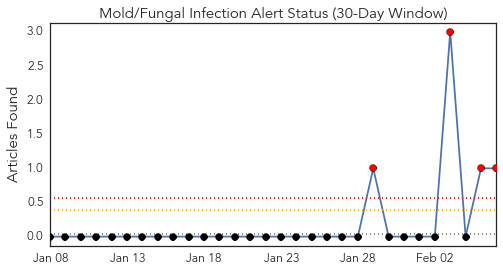 Mold/Fungal Infection Alert Status (30-Day Window)
Articles Found
3.0
2.5
2.0
1.5
1.0
0.5
0.0
Jan 08 Jan 13 Jan 18 Jan 23 Jan 28 Feb 02